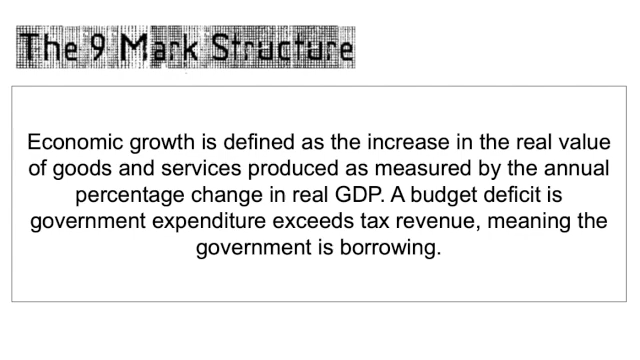 The 9 Mark Structure
Economic growth is defined as the increase in the real value
of goods and services produced as measured by the annual
percentage change in real GDP. A budget deficit is
government expenditure exceeds tax revenue, meaning the
government is borrowing.